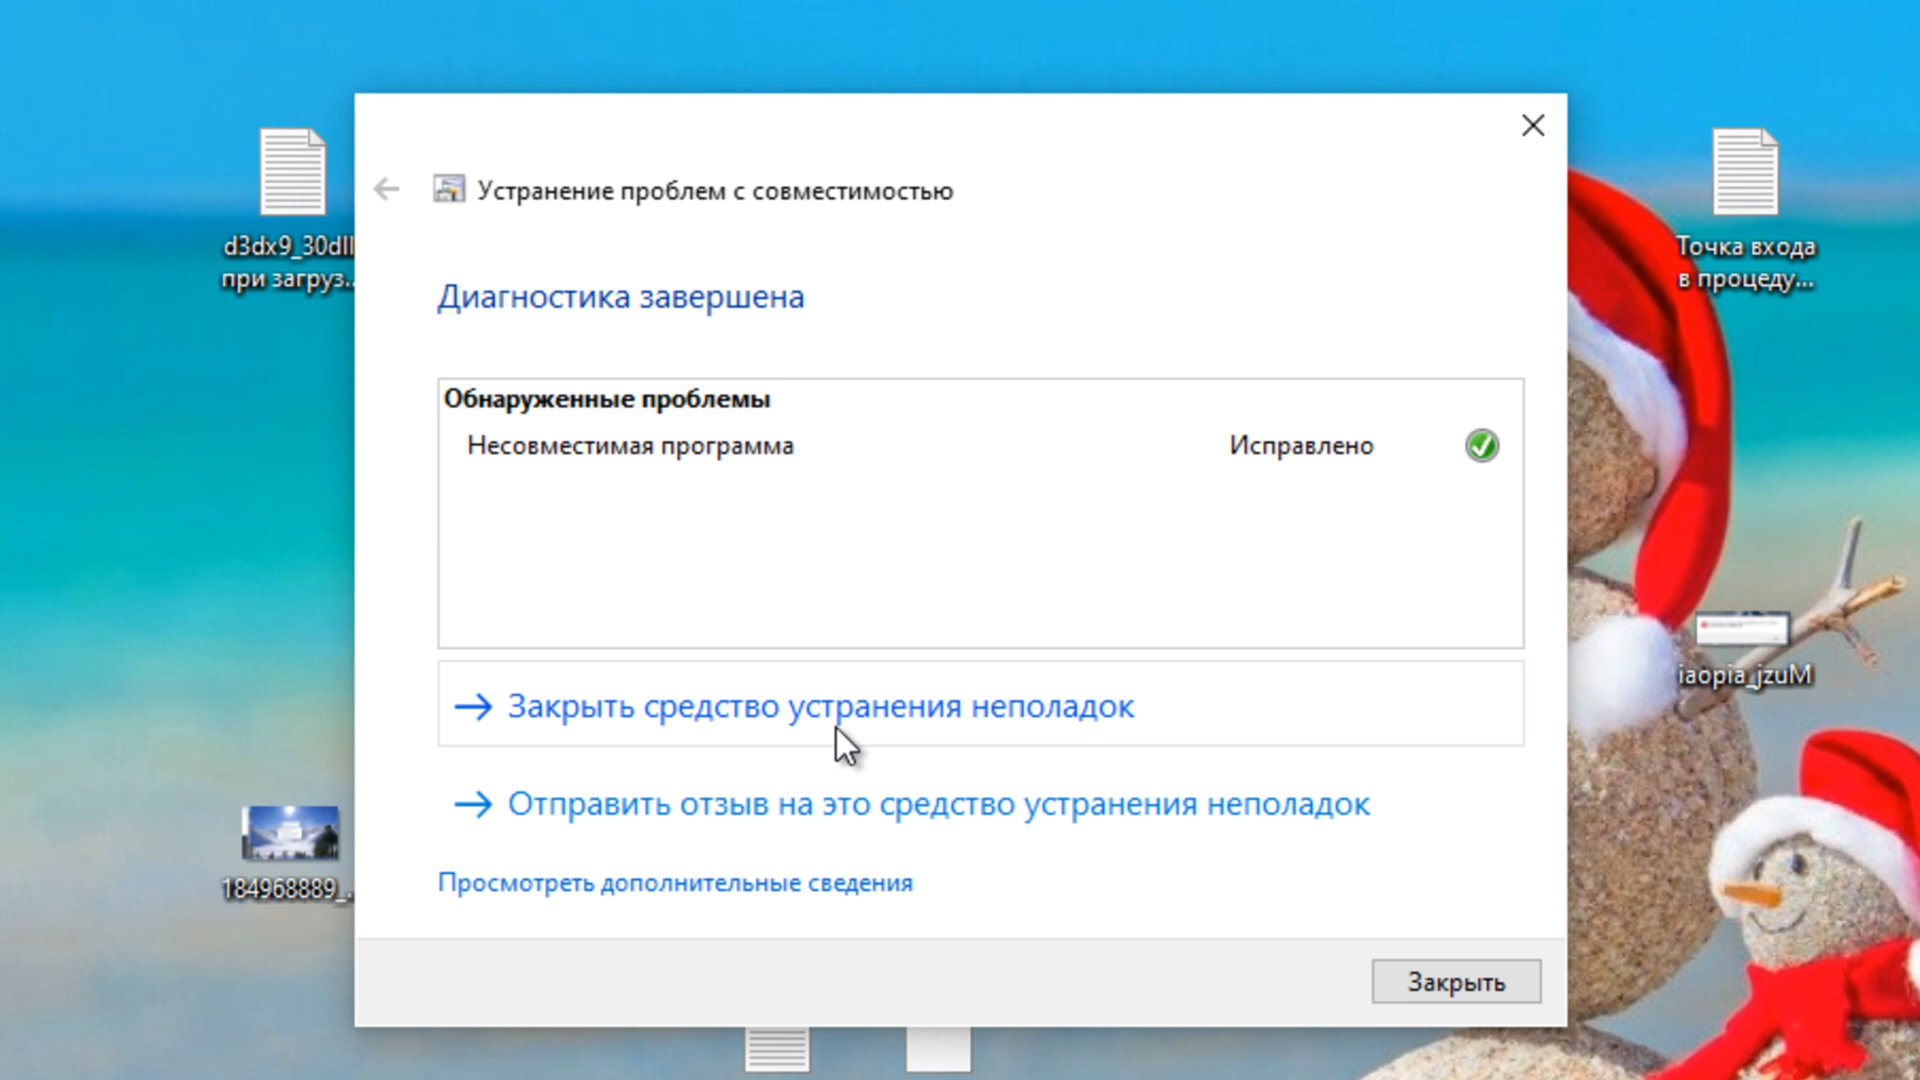 Устранение проблем с совместимостью
d3dx9_30dll
при загруз...
Точка входа
в процеду...
Диагностика завершена
Обнаруженные проблемы
Несовместимая программа Исправлено
iaopia_jzuM
Закрыть средство устранения неполадок
Отправить отзыв на это средство устранения неполадок
184968889_...
Просмотреть дополнительные сведения
Закрыть